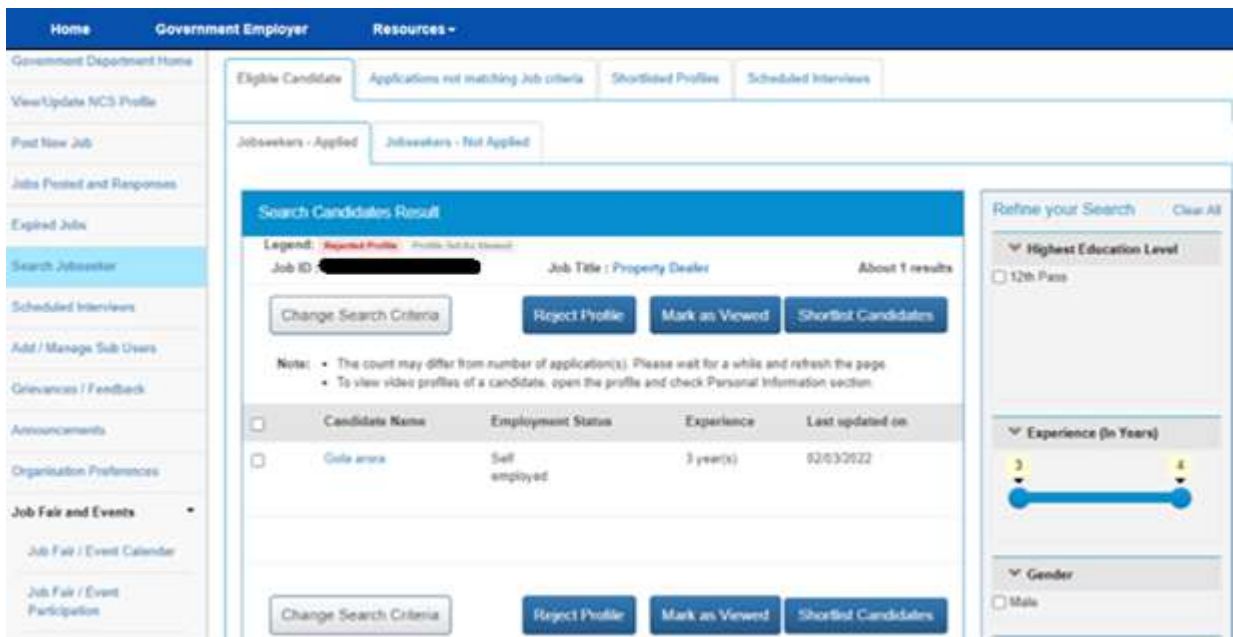 Home Government Employer Resources
Government Department Home
View/Update NCS Profile
Post New Job
Jobs Posted and Responses
Expired Jobs
Search Jobseeker
Scheduled Interviews
Add / Manage Sub Users
Grievances / Feedback
Announcements
Organisation Preferences
Job Fair and Events
Job Fair / Event Calendar
Job Fair / Event
Participation
Eligible Candidate Applications not matching Job criteria Shortlisted Profiles Scheduled Interviews
Jobseekers - Applied Jobseekers - Not Applied
Search Candidates Result
Legend: Rejected Profile
Job ID : Job Title : Property Dealer About 1 results
Change Search Criteria Reject Profile Mark as Viewed Shortlist Candidates
Note: • The count may differ from number of application(s). Please wait for a while and refresh the page.
• To view video profiles of a candidate, open the profile and check Personal Information section.
Candidate Name Employment Status Experience Last updated on
Gola arora Self 3 year(s) 02/03/2022
employed
Change Search Criteria Reject Profile Mark as Viewed Shortlist Candidates
Refine your Search Clear All
Highest Education Level
12th Pass
Experience (In Years)
3 4
Gender
Male